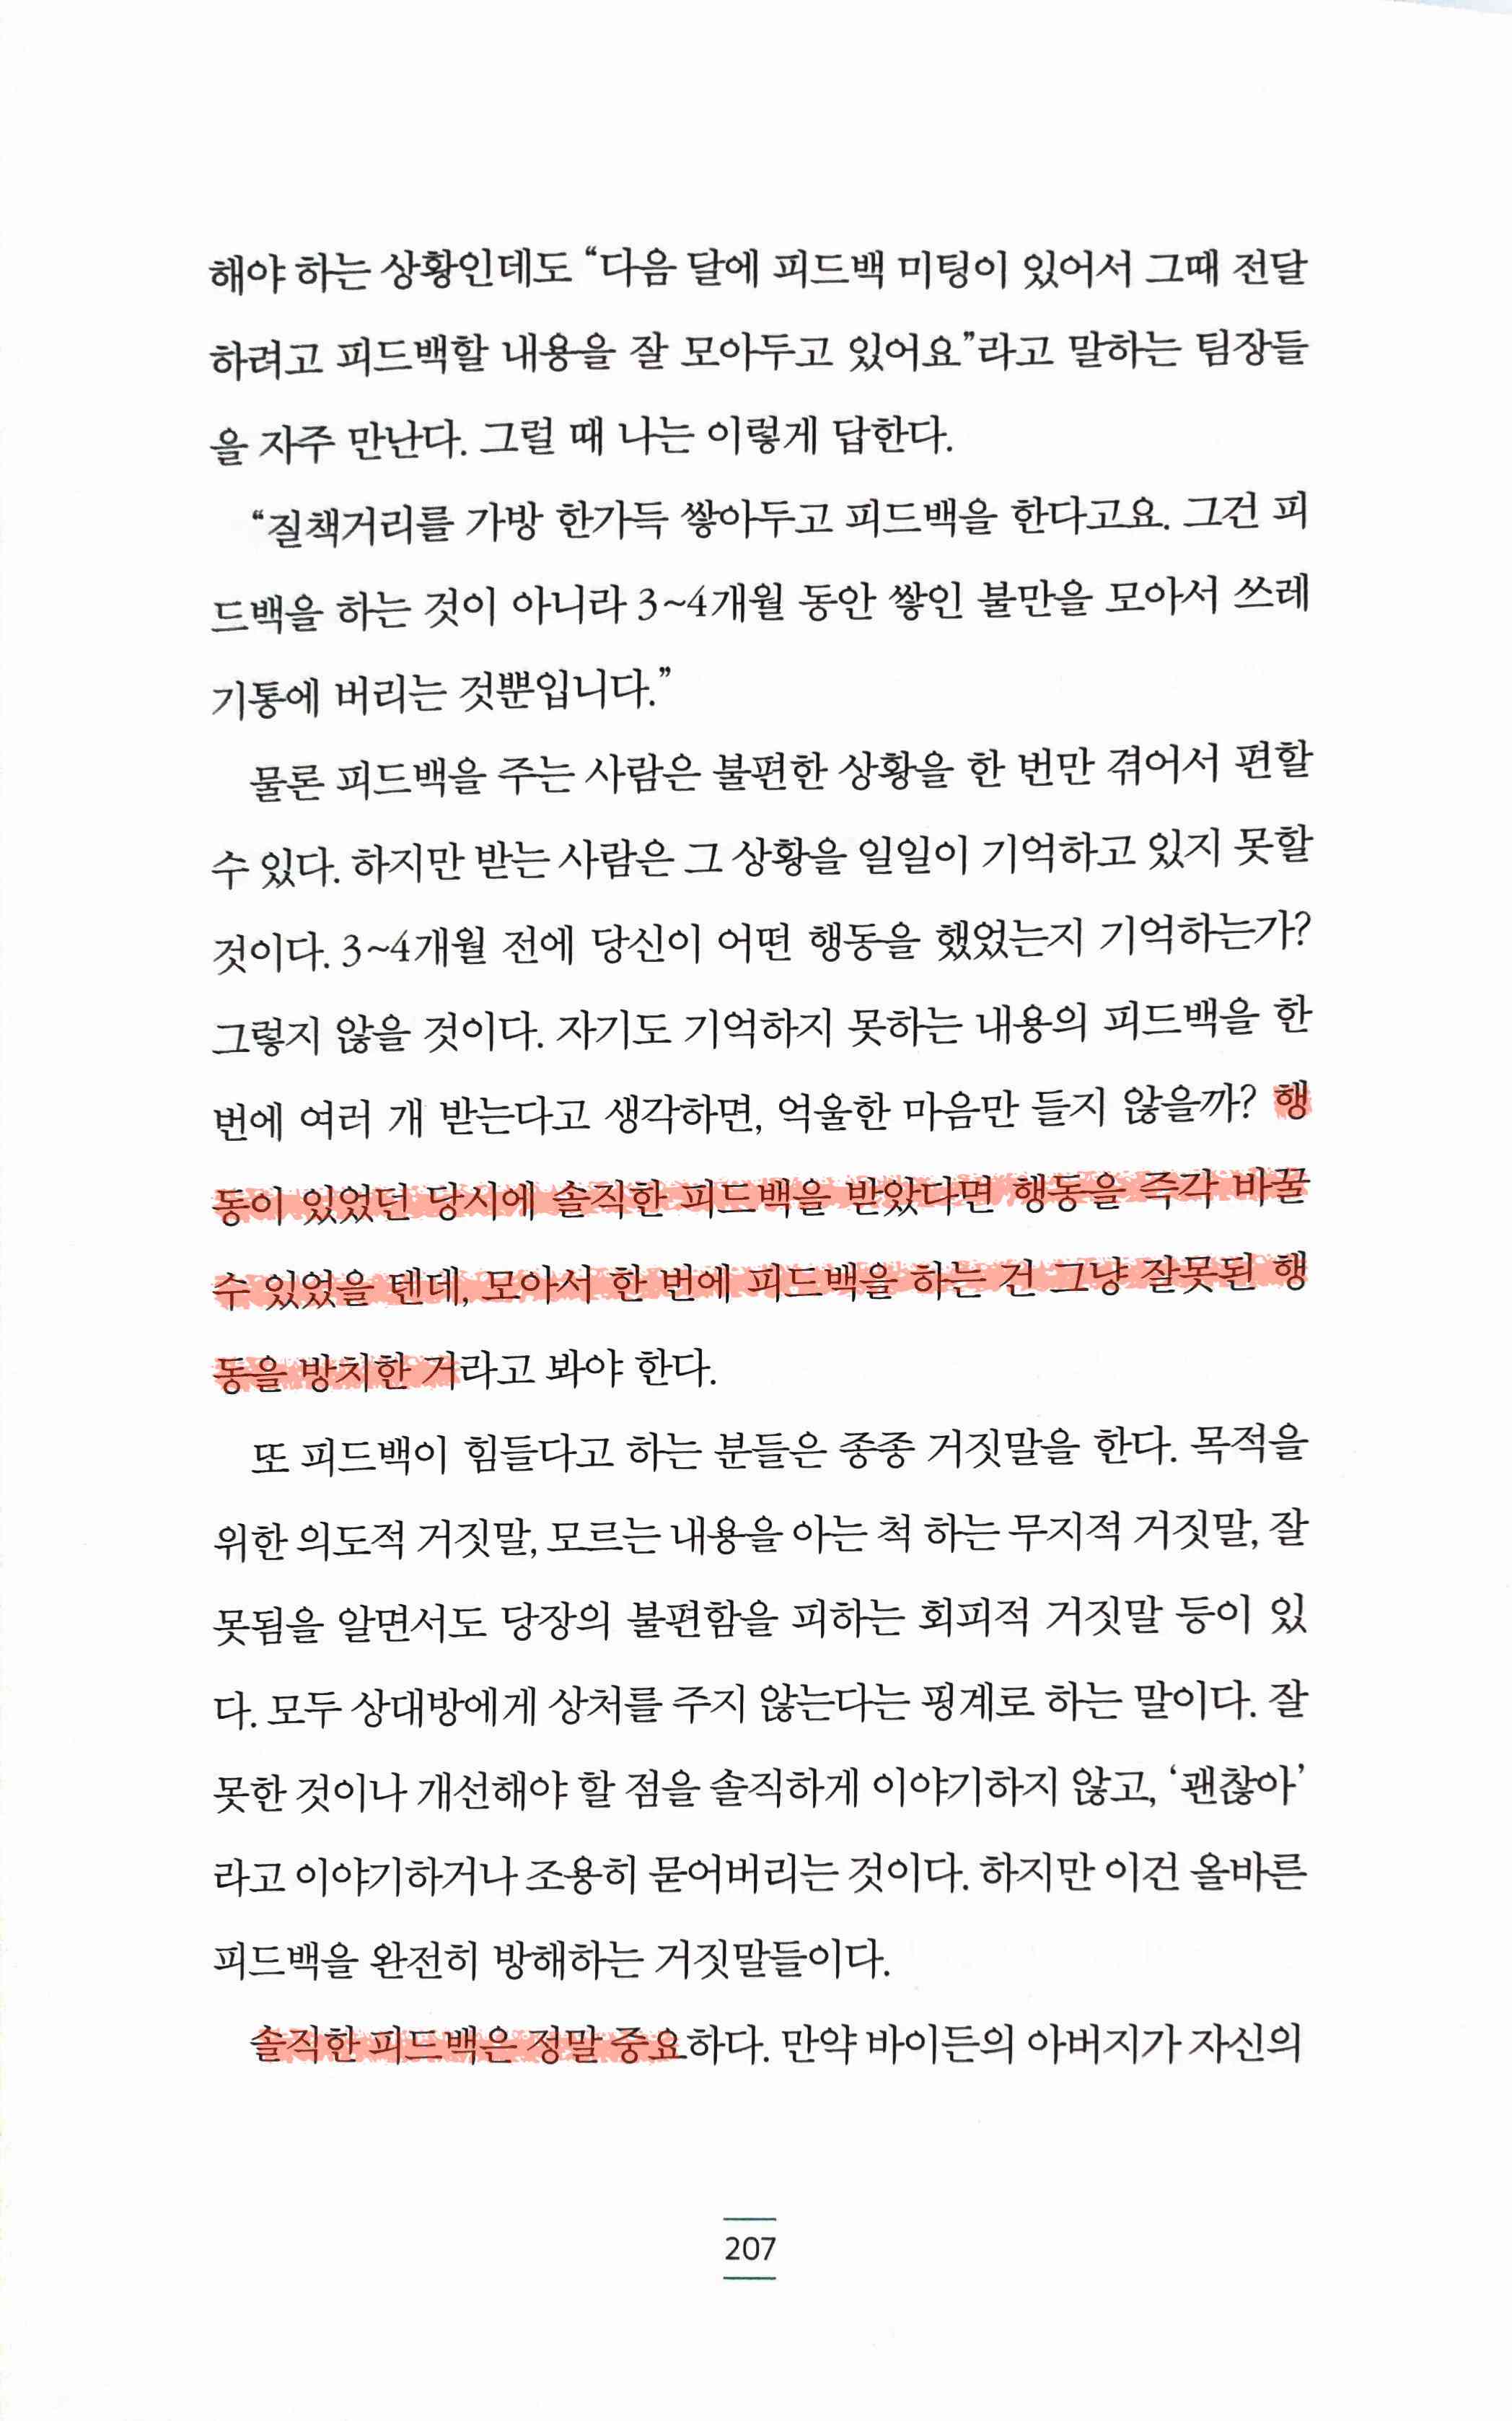 해야 하는 상황인데도 “다음 달에 피드백 미팅이 있어서 그때 전달
하려고 피드백할 내용을 잘 모아두고 있어요”라고 말하는 팀장들
을 자주 만난다. 그럴 때 나는 이렇게 답한다.
“질책거리를 가방 한가득 쌓아두고 피드백을 한다고요. 그건 피
드백을 하는 것이 아니라 3~4개월 동안 쌓인 불만을 모아서 쓰레
기통에 버리는 것뿐입니다.”
물론 피드백을 주는 사람은 불편한 상황을 한 번만 겪어서 편할
수 있다. 하지만 받는 사람은 그 상황을 일일이 기억하고 있지 못할
것이다. 3~4개월 전에 당신이 어떤 행동을 했었는지 기억하는가?
그렇지 않을 것이다. 자기도 기억하지 못하는 내용의 피드백을 한
번에 여러 개 받는다고 생각하면, 억울한 마음만 들지 않을까? 행
동이 있었던 당시에 솔직한 피드백을 받았다면 행동을 즉각 바꿀
수 있었을 텐데, 모아서 한 번에 피드백을 하는 건 그냥 잘못된 행
동을 방치한 거라고 봐야 한다.
또 피드백이 힘들다고 하는 분들은 종종 거짓말을 한다. 목적을
위한 의도적 거짓말, 모르는 내용을 아는 척 하는 무지적 거짓말, 잘
못됨을 알면서도 당장의 불편함을 피하는 회피적 거짓말 등이 있
다. 모두 상대방에게 상처를 주지 않는다는 핑계로 하는 말이다. 잘
못한 것이나 개선해야 할 점을 솔직하게 이야기하지 않고, ‘괜찮아’
라고 이야기하거나 조용히 묻어버리는 것이다. 하지만 이건 올바른
피드백을 완전히 방해하는 거짓말들이다.
솔직한 피드백은 정말 중요하다. 만약 바이든의 아버지가 자신의
207